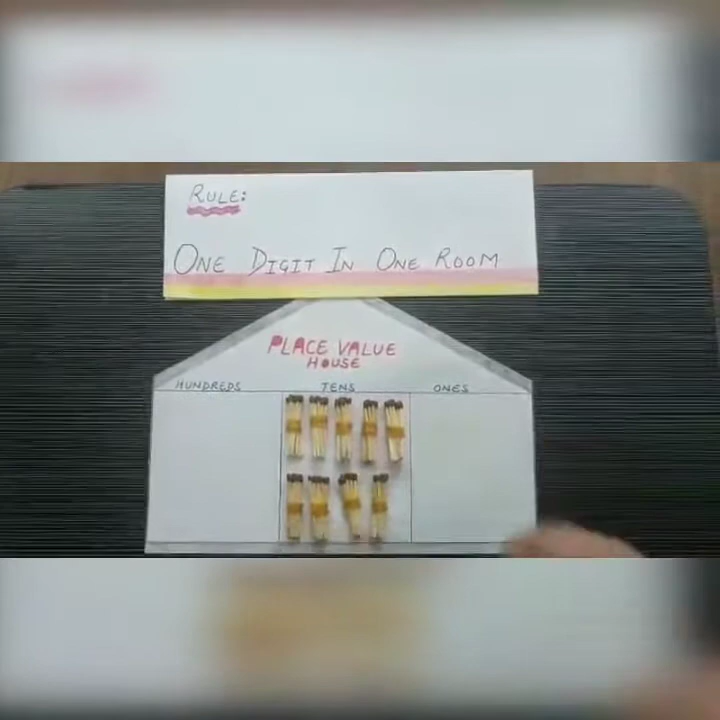 RULE:
ONE DIGIT IN ONE ROOM
PLACE VALUE
HOUSE
HUNDREDS TENS ONES